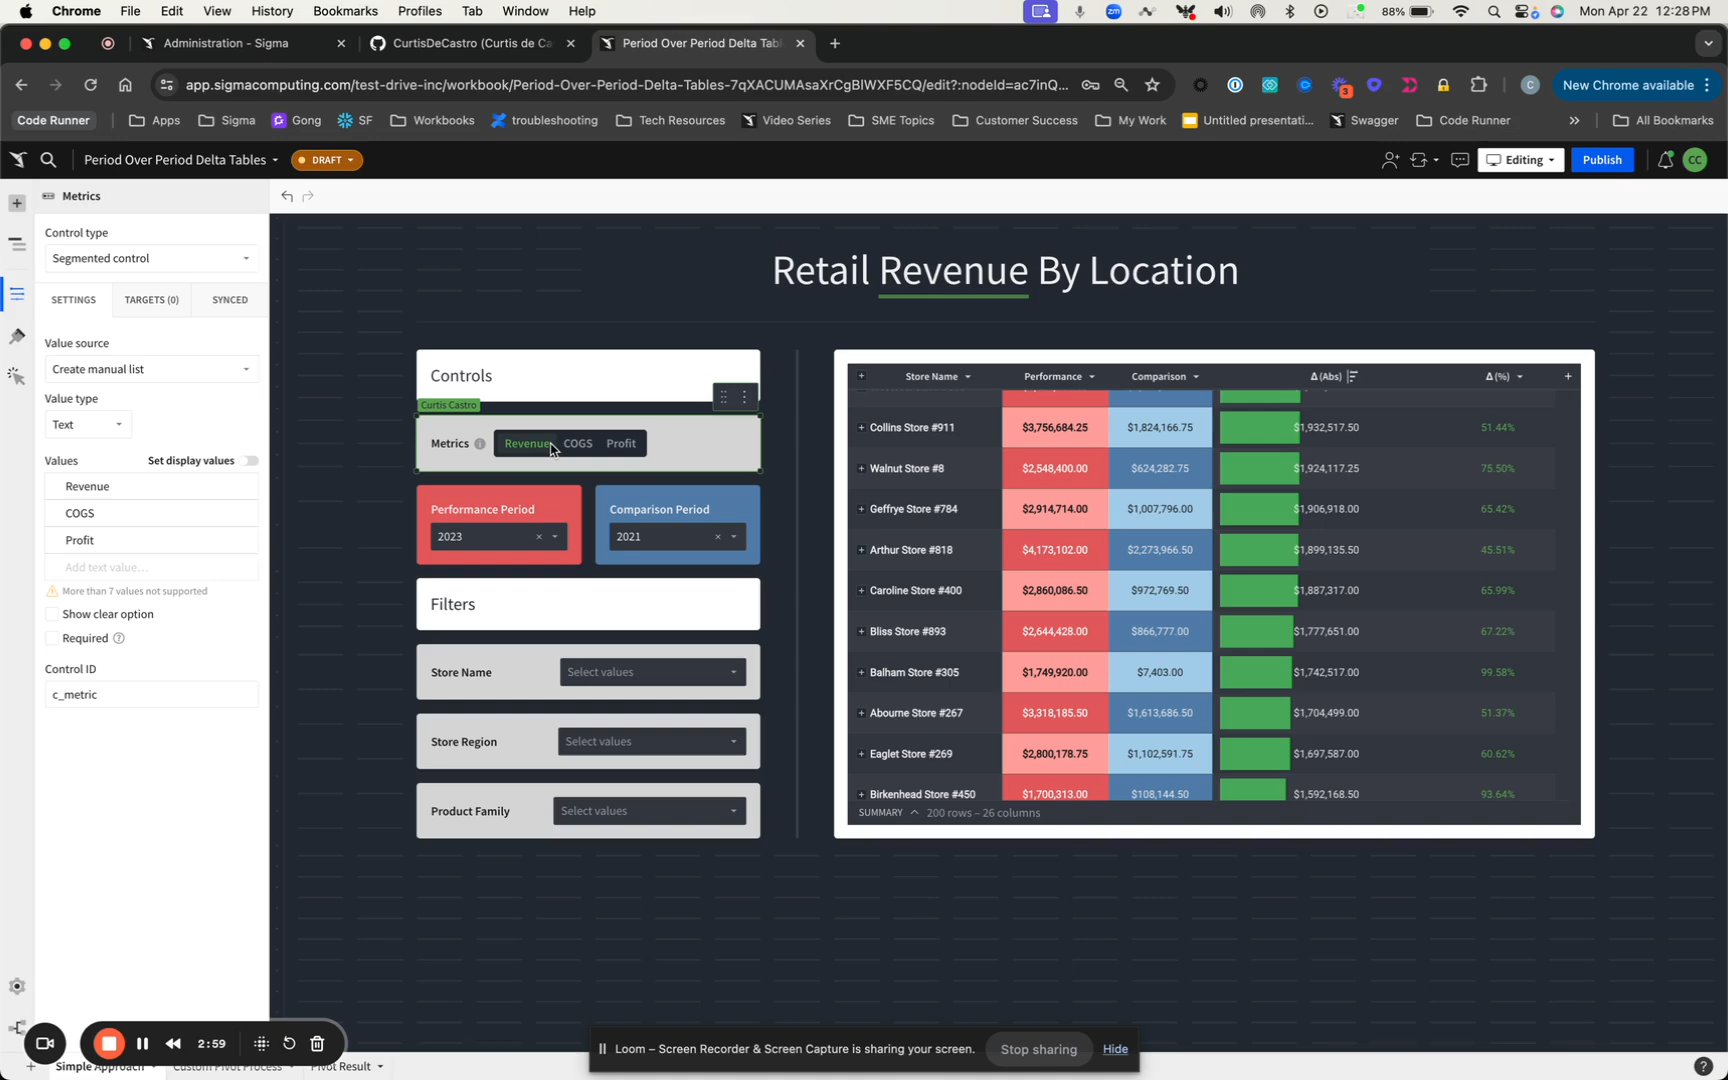 Chrome File Edit View History Bookmarks Profiles Tab Window Help
zm 88% Mon Apr 22 12:28 PM
Administration - Sigma
CurtisDeCastro (Curtis de Ca
Period Over Period Delta Tab
app.sigmacomputing.com/test-drive-inc/workbook/Period-Over-Period-Delta-Tables-7qXACUMAsaXrCgBlWXF5CQ/edit?:nodeId=ac7inQ...
3
C
New Chrome available
Code Runner Apps Sigma Gong SF Workbooks troubleshooting Tech Resources Video Series SME Topics Customer Success My Work Untitled presentati... Swagger Code Runner » All Bookmarks
Period Over Period Delta Tables DRAFT Editing Publish CC
Metrics
Control type
Segmented control
SETTINGS TARGETS (0) SYNCED
Value source
Create manual list
Value type
Text
Values Set display values
Revenue
COGS
Profit
Add text value...
More than 7 values not supported
Show clear option
Required ?
Control ID
c_metric
Retail Revenue By Location
Controls
Curtis Castro
Metrics Revenue COGS Profit
Performance Period
2023
Comparison Period
2021
Filters
Store Name Select values
Store Region Select values
Product Family Select values
Store Name Performance Comparison Δ (Abs) Δ (%)
Collins Store #911 $3,756,684.25 $1,824,166.75 $1,932,517.50 51.44%
Walnut Store #8 $2,548,400.00 $624,282.75 $1,924,117.25 75.50%
Geffrye Store #784 $2,914,714.00 $1,007,796.00 $1,906,918.00 65.42%
Arthur Store #818 $4,173,102.00 $2,273,966.50 $1,899,135.50 45.51%
Caroline Store #400 $2,860,086.50 $972,769.50 $1,887,317.00 65.99%
Bliss Store #893 $2,644,428.00 $866,777.00 $1,777,651.00 67.22%
Balham Store #305 $1,749,920.00 $7,403.00 $1,742,517.00 99.58%
Abourne Store #267 $3,318,185.50 $1,613,686.50 $1,704,499.00 51.37%
Eaglet Store #269 $2,800,178.75 $1,102,591.75 $1,697,587.00 60.62%
Birkenhead Store #450 $1,700,313.00 $108,144.50 $1,592,168.50 93.64%
SUMMARY 200 rows – 26 columns
2:59
Loom – Screen Recorder & Screen Capture is sharing your screen. Stop sharing Hide
Simple Approach Custom Pivot Process Pivot Result
?